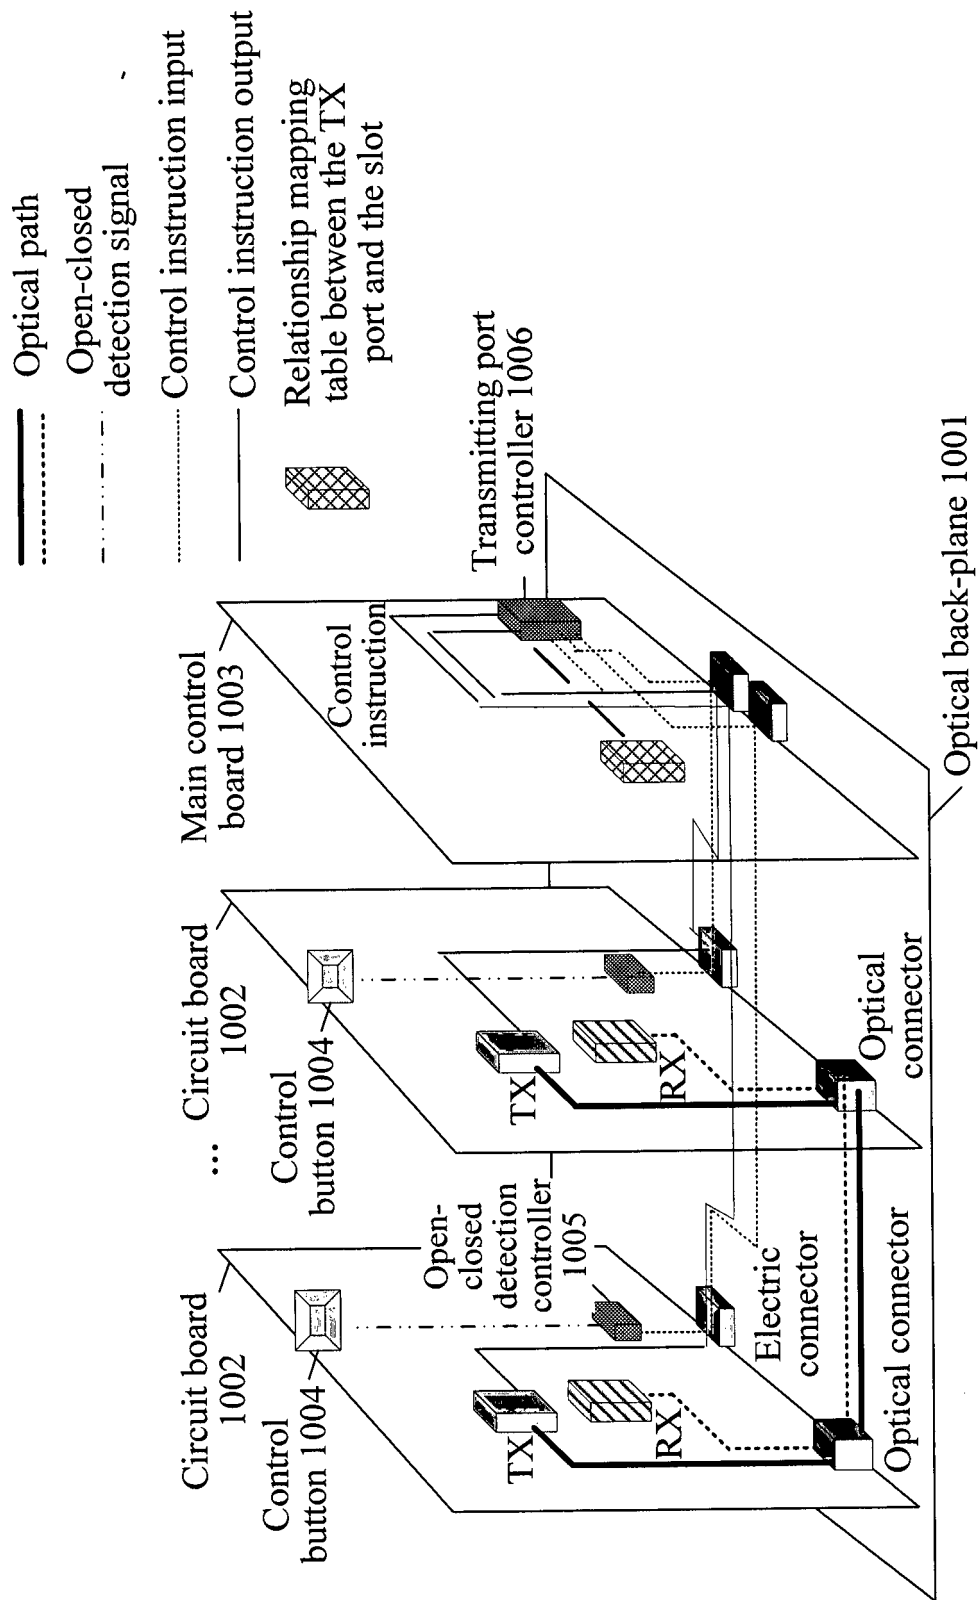 Optical path
Open-closed
detection signal
Control instruction input
Control instruction output
Relationship mapping
table between the TX
port and the slot
Circuit board
1002
Control
button 1004
...
Circuit board
1002
Control
button 1004
Main control
board 1003
Control
instruction
Transmitting port
controller 1006
Open-
closed
detection
controller
1005
TX
RX
TX
RX
Electric
connector
Optical connector
Optical
connector
Optical back-plane 1001